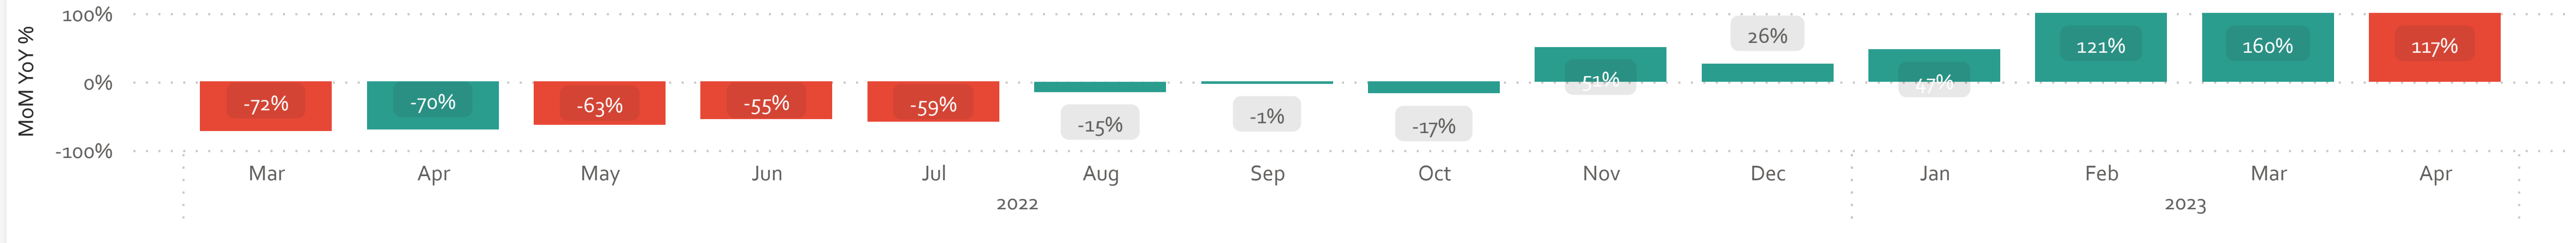 MoM YoY %
100%
0%
-100%
-72% -70% -63% -55% -59% -15% -1% -17% 51% 26% 47% 121% 160% 117%
Mar Apr May Jun Jul Aug Sep Oct Nov Dec Jan Feb Mar Apr
2022 2023